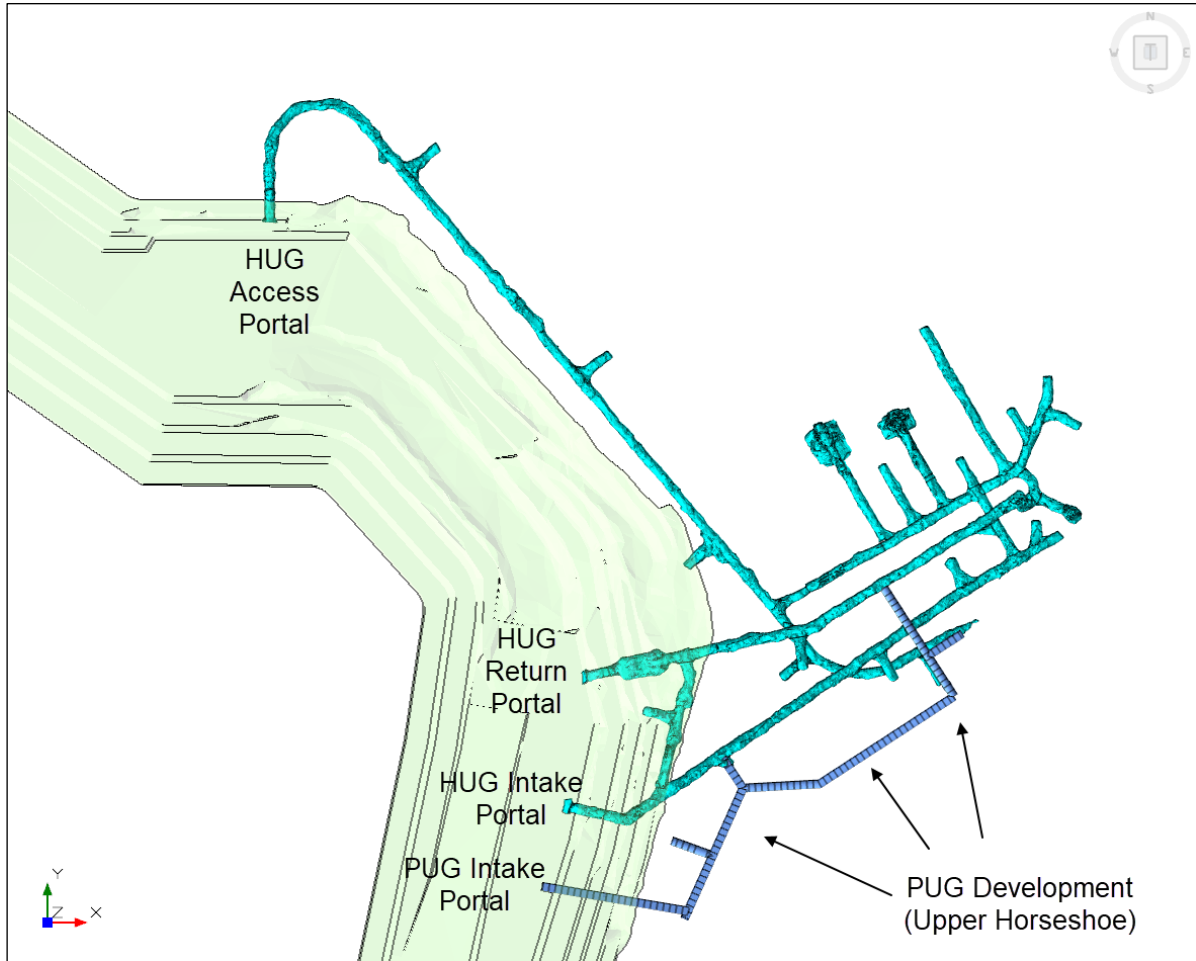 N
W
E
S
HUG
Access
Portal
HUG
Return
Portal
HUG Intake
Portal
PUG Intake
Portal
PUG Development
(Upper Horseshoe)
Y
Z
X